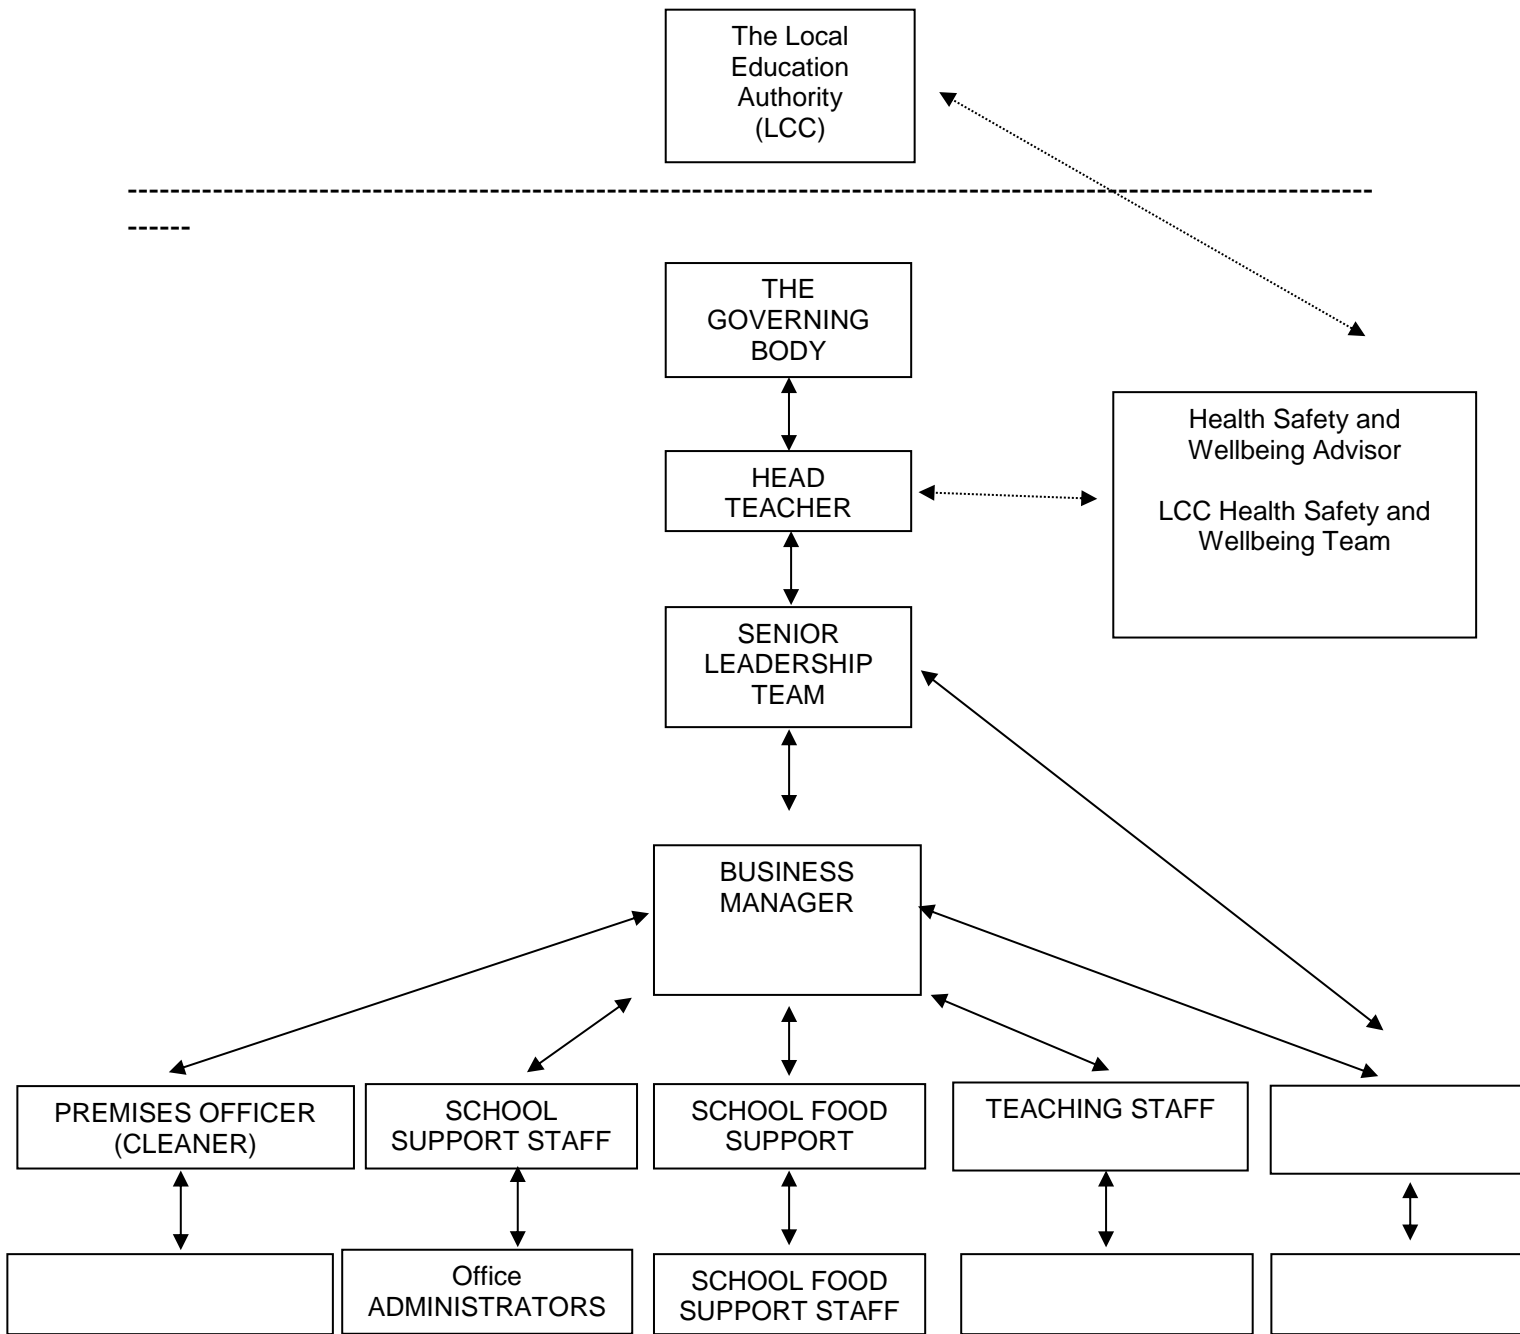 The Local
Education
Authority
(LCC)
THE
GOVERNING
BODY
HEAD
TEACHER
Health Safety and
Wellbeing Advisor
LCC Health Safety and
Wellbeing Team
SENIOR
LEADERSHIP
TEAM
BUSINESS
MANAGER
PREMISES OFFICER
(CLEANER)
SCHOOL
SUPPORT STAFF
SCHOOL FOOD
SUPPORT
TEACHING STAFF
Office
ADMINISTRATORS
SCHOOL FOOD
SUPPORT STAFF